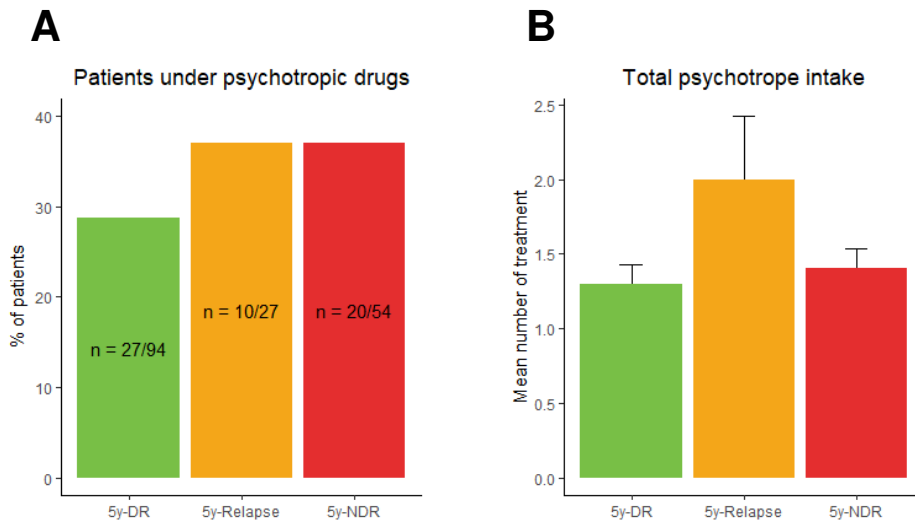 A
Patients under psychotropic drugs
% of patients
40
30
20
10
0
n = 27/94
n = 10/27
n = 20/54
5y-DR
5y-Relapse
5y-NDR
B
Total psychotrope intake
Mean number of treatment
2.5
2.0
1.5
1.0
0.5
0.0
5y-DR
5y-Relapse
5y-NDR